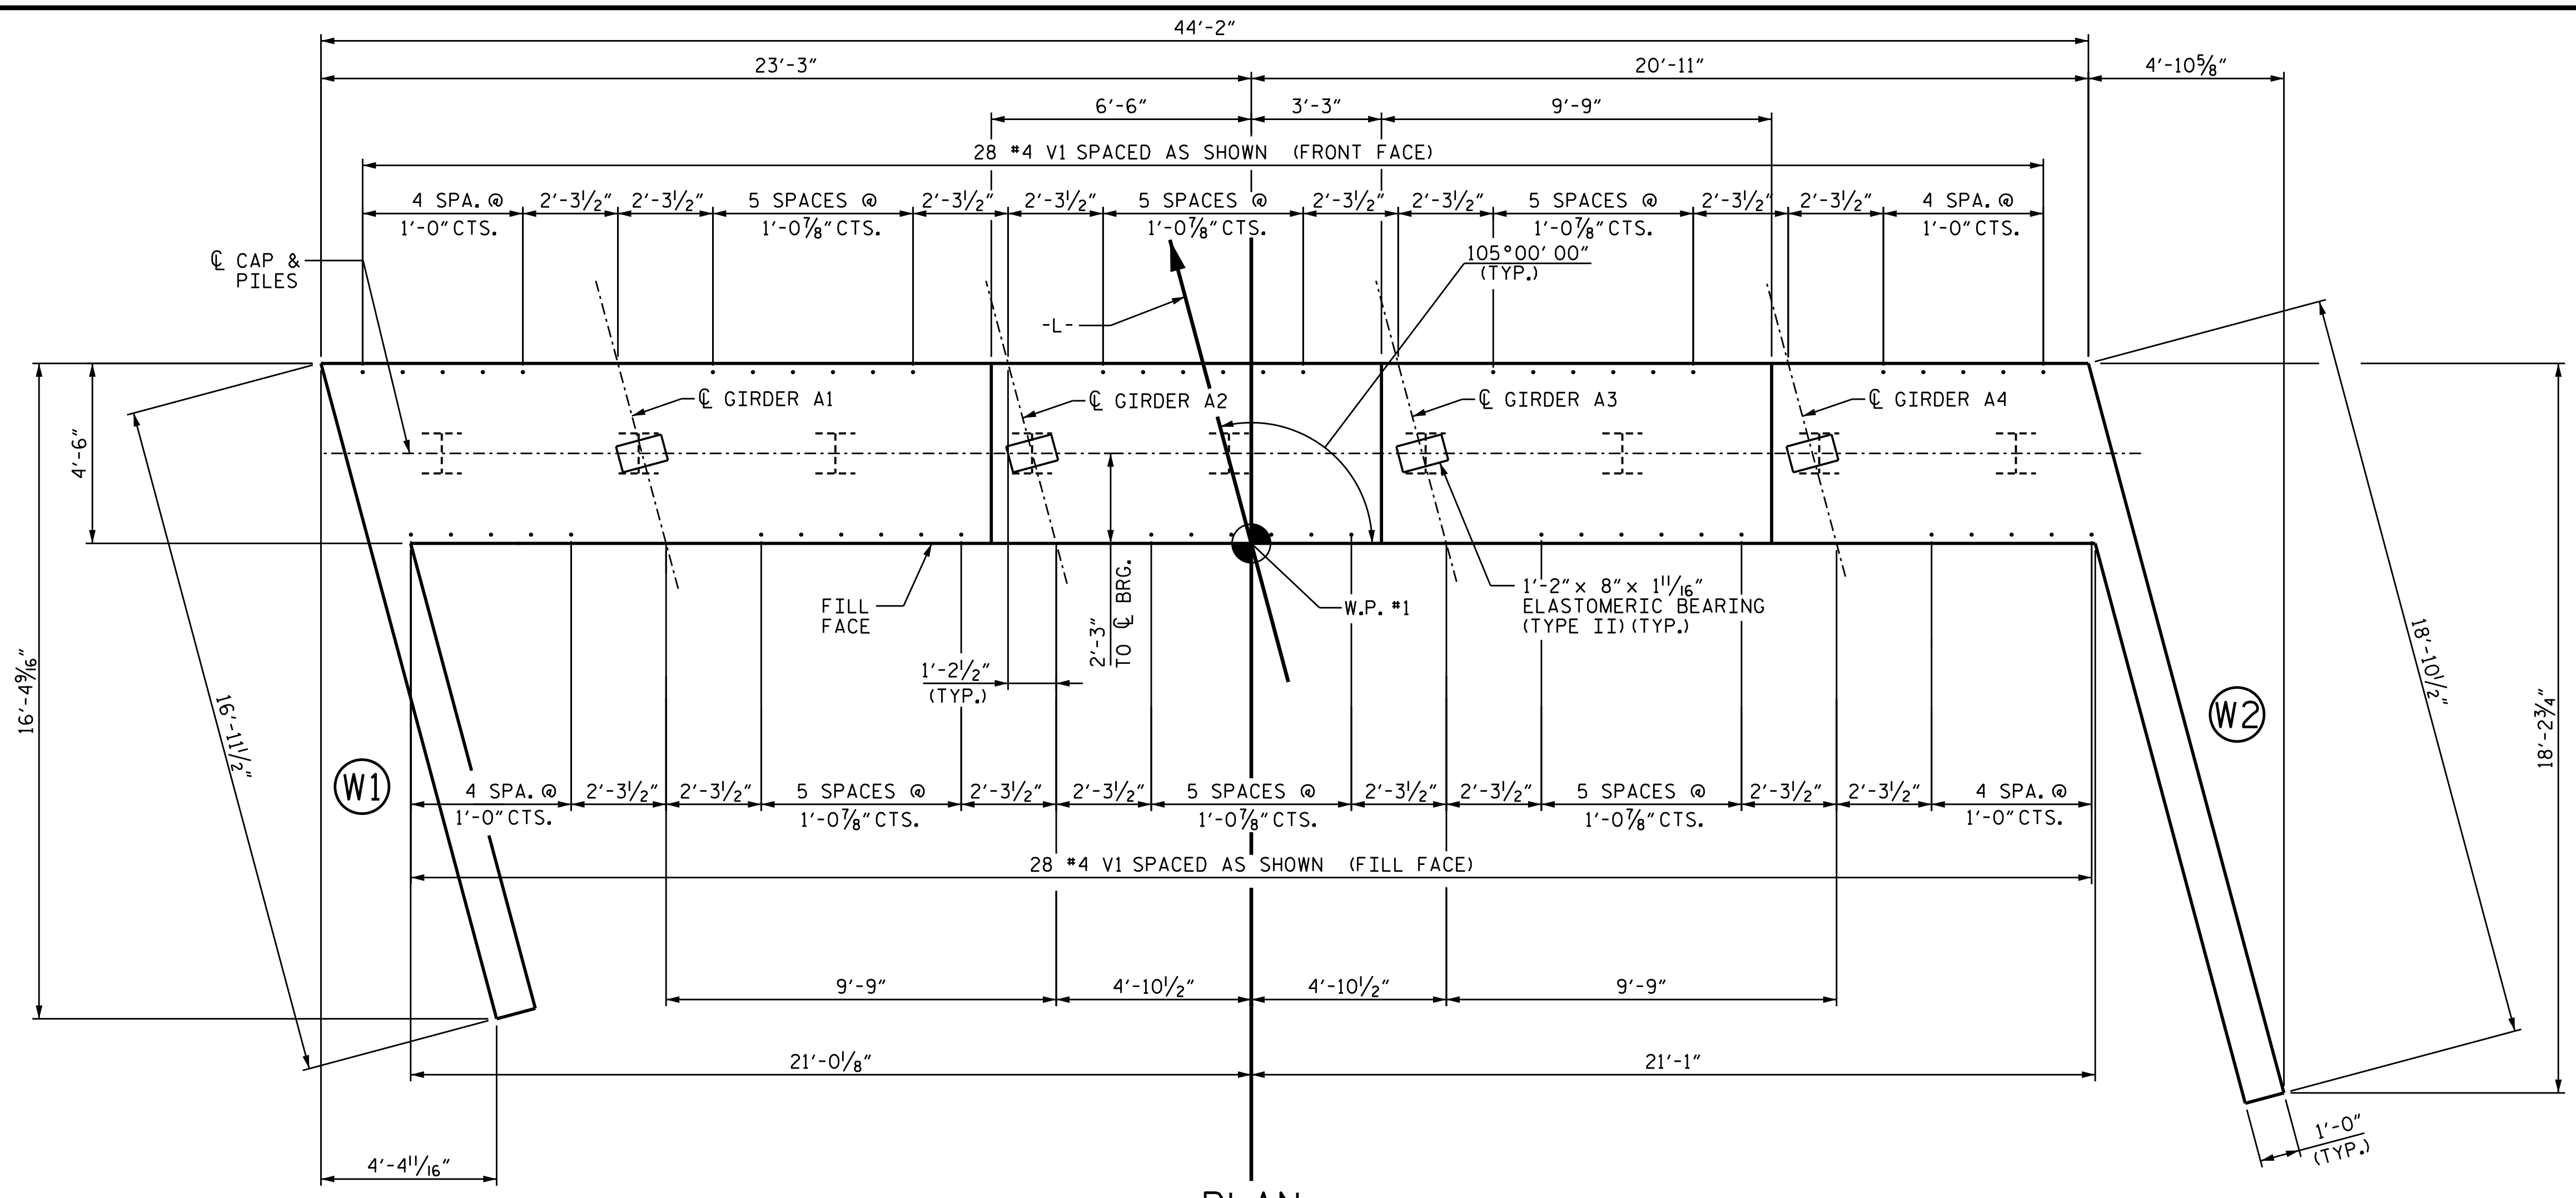 44'-2"
23'-3"
20'-11"
4'-10⅝"
6'-6"
3'-3"
9'-9"
28 #4 V1 SPACED AS SHOWN (FRONT FACE)
4 SPA. @
1'-0" CTS.
2'-3½"
2'-3½"
5 SPACES @
1'-0⅞" CTS.
2'-3½"
2'-3½"
5 SPACES @
1'-0⅞" CTS.
2'-3½"
2'-3½"
5 SPACES @
1'-0⅞" CTS.
2'-3½"
2'-3½"
4 SPA. @
1'-0" CTS.
℄ CAP &
PILES
-L-
105°00'00"
(TYP.)
℄ GIRDER A1
℄ GIRDER A2
℄ GIRDER A3
℄ GIRDER A4
4'-6"
16'-4 9/16"
16'-11½"
FILL
FACE
2'-3"
TO ℄ BRG.
W.P. #1
1'-2" x 8" x 1 11/16"
ELASTOMERIC BEARING
(TYPE II) (TYP.)
1'-2½"
(TYP.)
18'-10½"
18'-2¾"
W1
W2
4 SPA. @
1'-0" CTS.
2'-3½"
2'-3½"
5 SPACES @
1'-0⅞" CTS.
2'-3½"
2'-3½"
5 SPACES @
1'-0⅞" CTS.
2'-3½"
2'-3½"
5 SPACES @
1'-0⅞" CTS.
2'-3½"
2'-3½"
4 SPA. @
1'-0" CTS.
28 #4 V1 SPACED AS SHOWN (FILL FACE)
9'-9"
4'-10½"
4'-10½"
9'-9"
21'-0⅛"
21'-1"
1'-0"
(TYP.)
4'-4 11/16"
PLAN